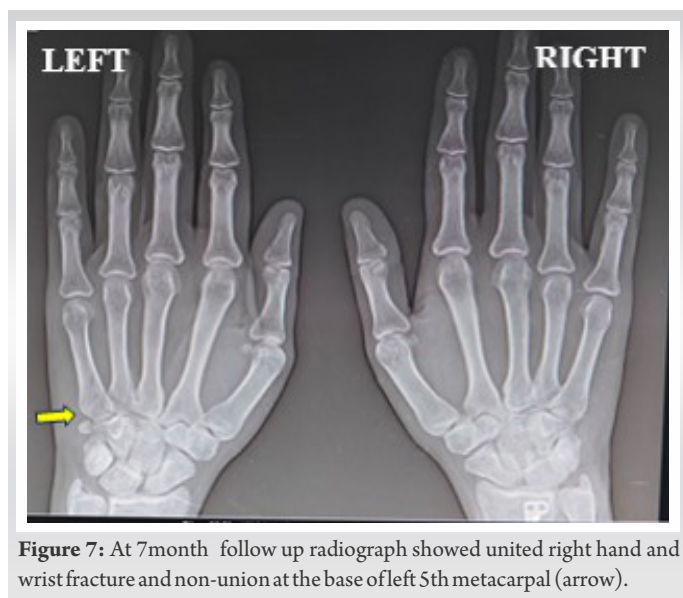 LEFT
RIGHT
Figure 7: At 7month follow up radiograph showed united right hand and
wrist fracture and non-union at the base of left 5th metacarpal (arrow).